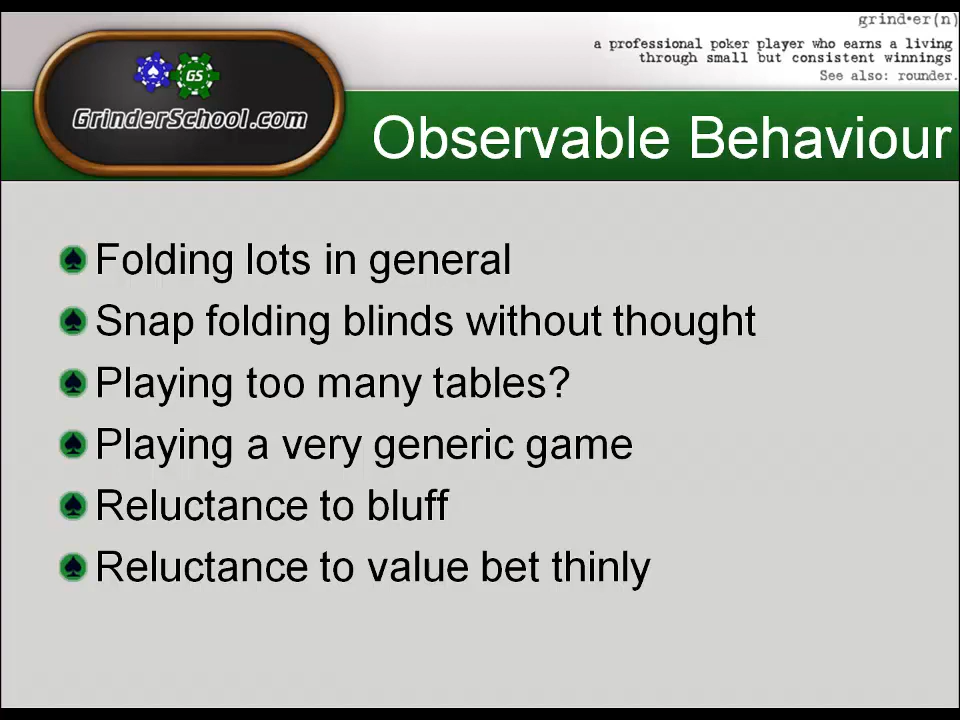 grind•er(n)
a professional poker player who earns a living
through small but consistent winnings
See also: rounder.
GS
GrinderSchool.com
Observable Behaviour
Folding lots in general
Snap folding blinds without thought
Playing too many tables?
Playing a very generic game
Reluctance to bluff
Reluctance to value bet thinly